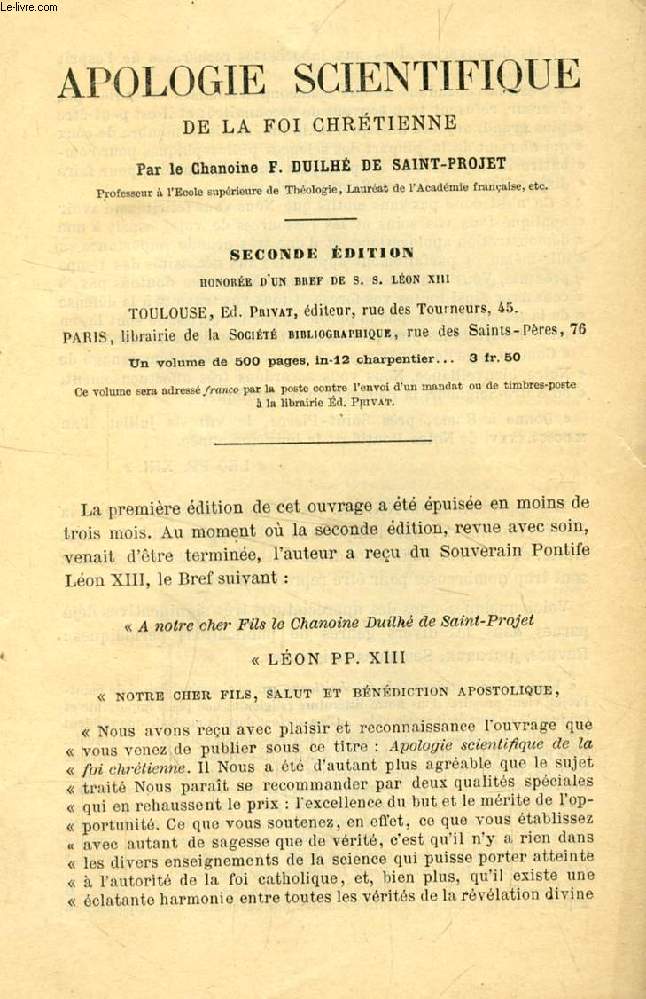 Le-livre.com
APOLOGIE SCIENTIFIQUE
DE LA FOI CHRÉTIENNE
Par le Chanoine F. DUILHÉ DE SAINT-PROJET
Professeur à l'Ecole supérieure de Théologie, Lauréat de l'Académie française, etc.
SECONDE ÉDITION
HONORÉE D'UN BREF DE S. S. LÉON XIII
TOULOUSE, Ed. PRIVAT, éditeur, rue des Tourneurs, 45.
PARIS, librairie de la SOCIÉTÉ BIBLIOGRAPHIQUE, rue des Saints-Pères, 76
Un volume de 500 pages, in-12 charpentier... 3 fr. 50
Ce volume sera adressé franco par la poste contre l'envoi d'un mandat ou de timbres-poste
à la librairie Éd. PRIVAT.
La première édition de cet ouvrage a été épuisée en moins de
trois mois. Au moment où la seconde édition, revue avec soin,
venait d'être terminée, l'auteur a reçu du Souverain Pontife
Léon XIII, le Bref suivant :
« A notre cher Fils le Chanoine Duilhé de Saint-Projet
« LÉON PP. XIII
« NOTRE CHER FILS, SALUT ET BÉNÉDICTION APOSTOLIQUE,
« Nous avons reçu avec plaisir et reconnaissance l'ouvrage que
« vous venez de publier sous ce titre : Apologie scientifique de la
« foi chrétienne. Il Nous a été d'autant plus agréable que le sujet
« traité Nous paraît se recommander par deux qualités spéciales
« qui en rehaussent le prix : l'excellence du but et le mérite de l'op-
« portunité. Ce que vous soutenez, en effet, ce que vous établissez
« avec autant de sagesse que de vérité, c'est qu'il n'y a rien dans
« les divers enseignements de la science qui puisse porter atteinte
« à l'autorité de la foi catholique, et, bien plus, qu'il existe une
« éclatante harmonie entre toutes les vérités de la révélation divine